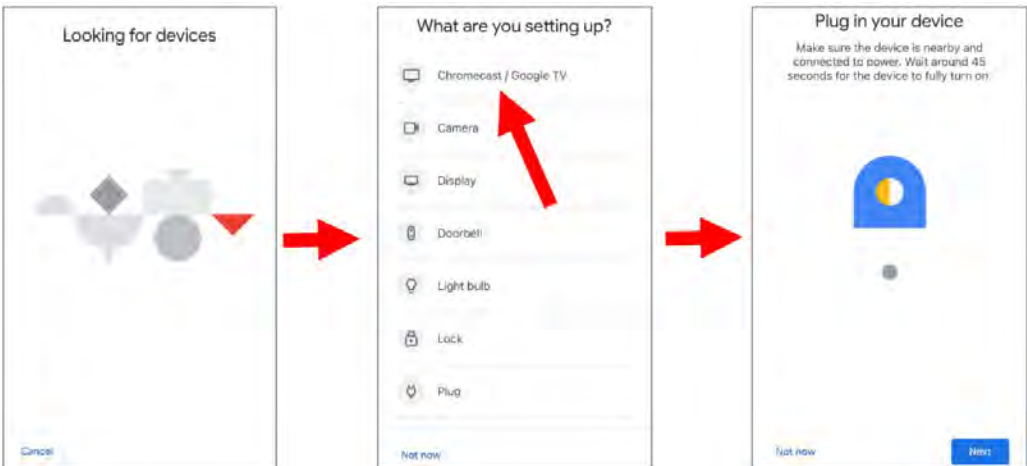 Looking for devices
Cancel
What are you setting up?
Chromecast / Google TV
Camera
Display
Doorbell
Light bulb
Lock
Plug
Not now
Plug in your device
Make sure the device is nearby and
connected to power. Wait around 45
seconds for the device to fully turn on
Not now
Next